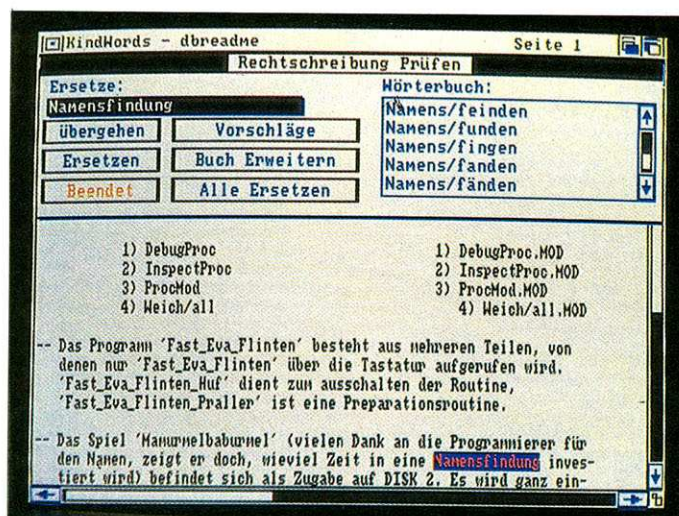 KindWords - dbreadme Seite 1
Rechtschreibung Prüfen
Ersetze:
Namensfindung
übergehen Vorschläge
Ersetzen Buch Erweitern
Beendet Alle Ersetzen
Wörterbuch:
Namens/feinden
Namens/funden
Namens/fingen
Namens/fanden
Namens/fänden
1) DebugProc 1) DebugProc.MOD
2) InspectProc 2) InspectProc.MOD
3) ProcMod 3) ProcMod.MOD
4) Weich/all 4) Weich/all.MOD
-- Das Programm 'Fast_Eva_Flinten' besteht aus mehreren Teilen, von
denen nur 'Fast_Eva_Flinten' über die Tastatur aufgerufen wird.
'Fast_Eva_Flinten_Huf' dient zum ausschalten der Routine,
'Fast_Eva_Flinten_Praller' ist eine Preparationsroutine.
-- Das Spiel 'Mamurmelbaburmel' (vielen Dank an die Programmierer für
den Namen, zeigt er doch, wieviel Zeit in eine Namensfindung inves-
tiert wird) befindet sich als Zugabe auf DISK 2. Es wird ganz ein-